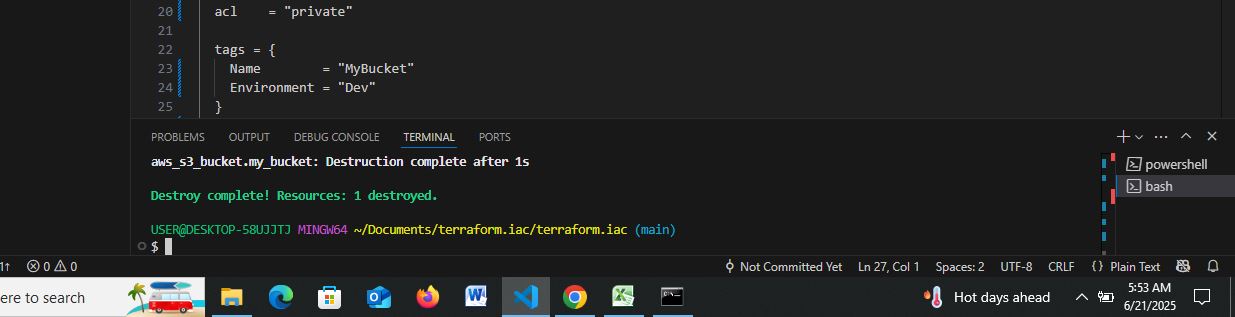 20 acl    = "private"
21
22 tags = {
23   Name        = "MyBucket"
24   Environment = "Dev"
25 }
PROBLEMS OUTPUT DEBUG CONSOLE TERMINAL PORTS
aws_s3_bucket.my_bucket: Destruction complete after 1s
powershell
Destroy complete! Resources: 1 destroyed.
bash
USER@DESKTOP-58UJJTJ MINGW64 ~/Documents/terraform.iac/terraform.iac (main)
$
1↑ 0 0 Not Committed Yet Ln 27, Col 1 Spaces: 2 UTF-8 CRLF {} Plain Text
ere to search Hot days ahead 5:53 AM
6/21/2025